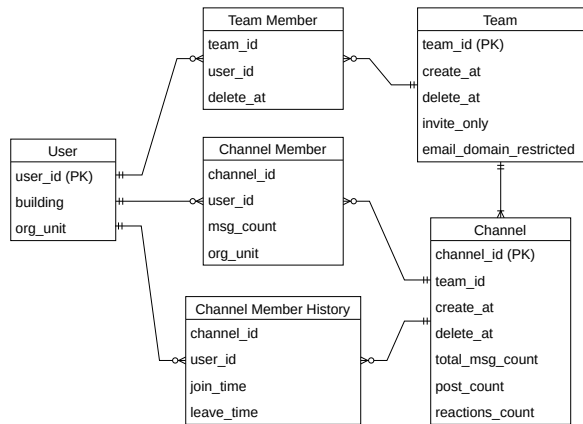 Team Member
team_id
user_id
delete_at
Team
team_id (PK)
create_at
delete_at
invite_only
email_domain_restricted
User
user_id (PK)
building
org_unit
Channel Member
channel_id
user_id
msg_count
org_unit
Channel
channel_id (PK)
team_id
create_at
delete_at
total_msg_count
post_count
reactions_count
Channel Member History
channel_id
user_id
join_time
leave_time